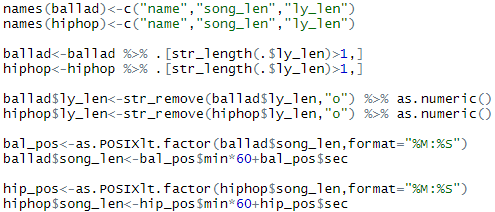 names(ballad)<-c("name","song_len","ly_len")
names(hiphop)<-c("name","song_len","ly_len")
ballad<-ballad %>% .[str_length(.$ly_len)>1,]
hiphop<-hiphop %>% .[str_length(.$ly_len)>1,]
ballad$ly_len<-str_remove(ballad$ly_len,"o") %>% as.numeric()
hiphop$ly_len<-str_remove(hiphop$ly_len,"o") %>% as.numeric()
bal_pos<-as.POSIXlt.factor(ballad$song_len,format="%M:%S")
ballad$song_len<-bal_pos$min*60+bal_pos$sec
hip_pos<-as.POSIXlt.factor(hiphop$song_len,format="%M:%S")
hiphop$song_len<-hip_pos$min*60+hip_pos$sec